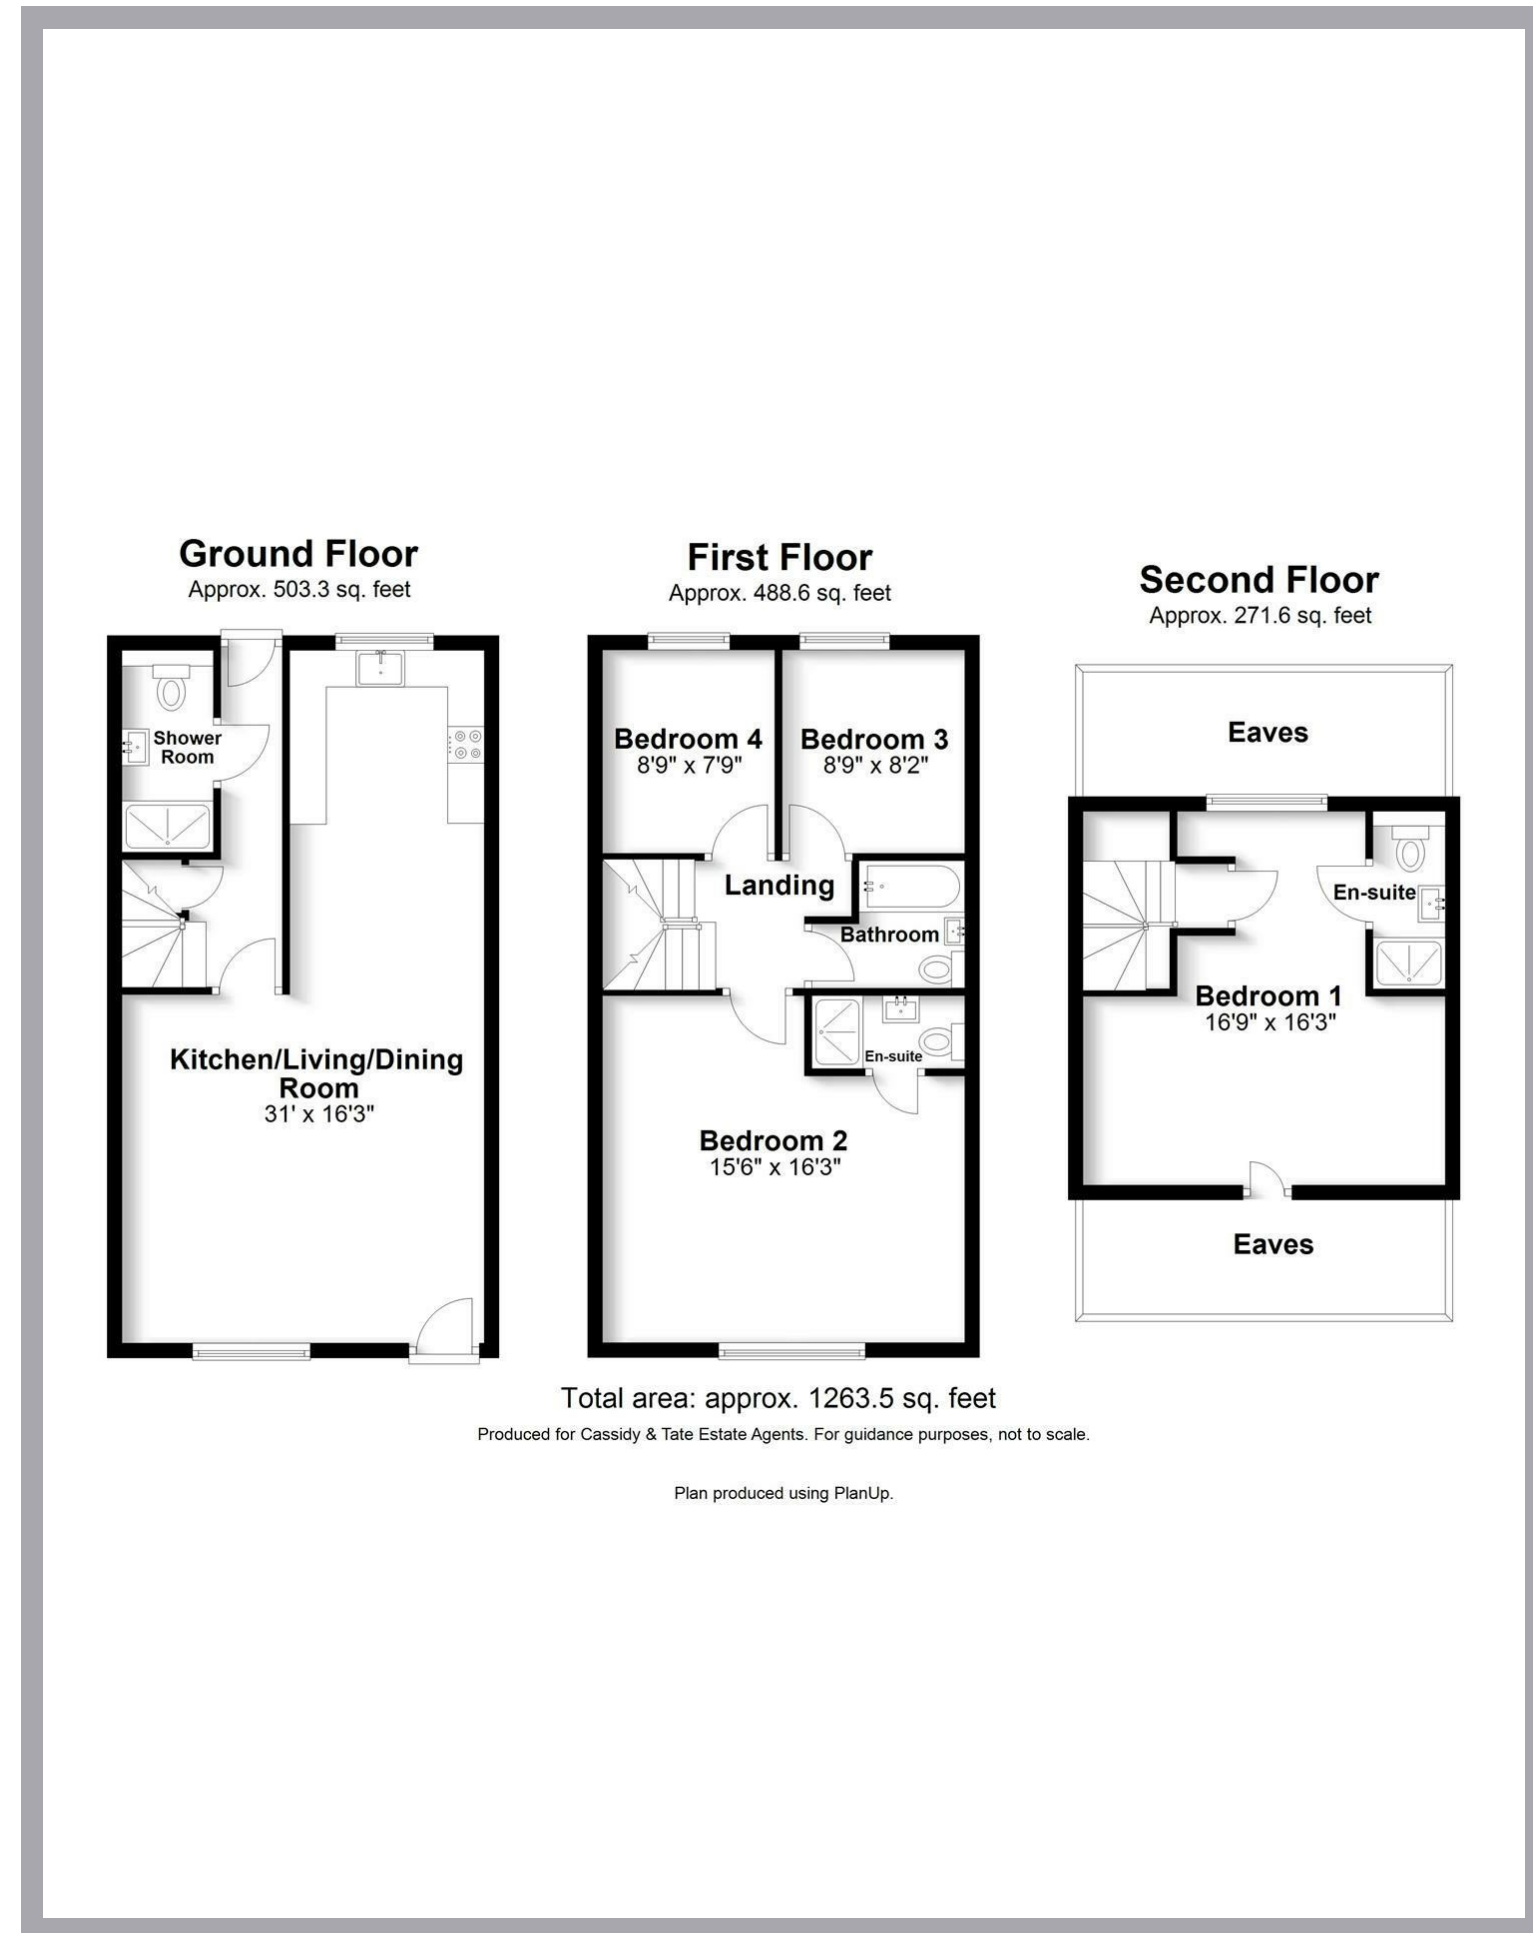 Ground Floor
Approx. 503.3 sq. feet
Shower
Room
Kitchen/Living/Dining
Room
31' x 16'3"
First Floor
Approx. 488.6 sq. feet
Bedroom 4
8'9" x 7'9"
Bedroom 3
8'9" x 8'2"
Landing
Bathroom
En-suite
Bedroom 2
15'6" x 16'3"
Second Floor
Approx. 271.6 sq. feet
Eaves
En-suite
Bedroom 1
16'9" x 16'3"
Eaves
Total area: approx. 1263.5 sq. feet
Produced for Cassidy & Tate Estate Agents. For guidance purposes, not to scale.
Plan produced using PlanUp.